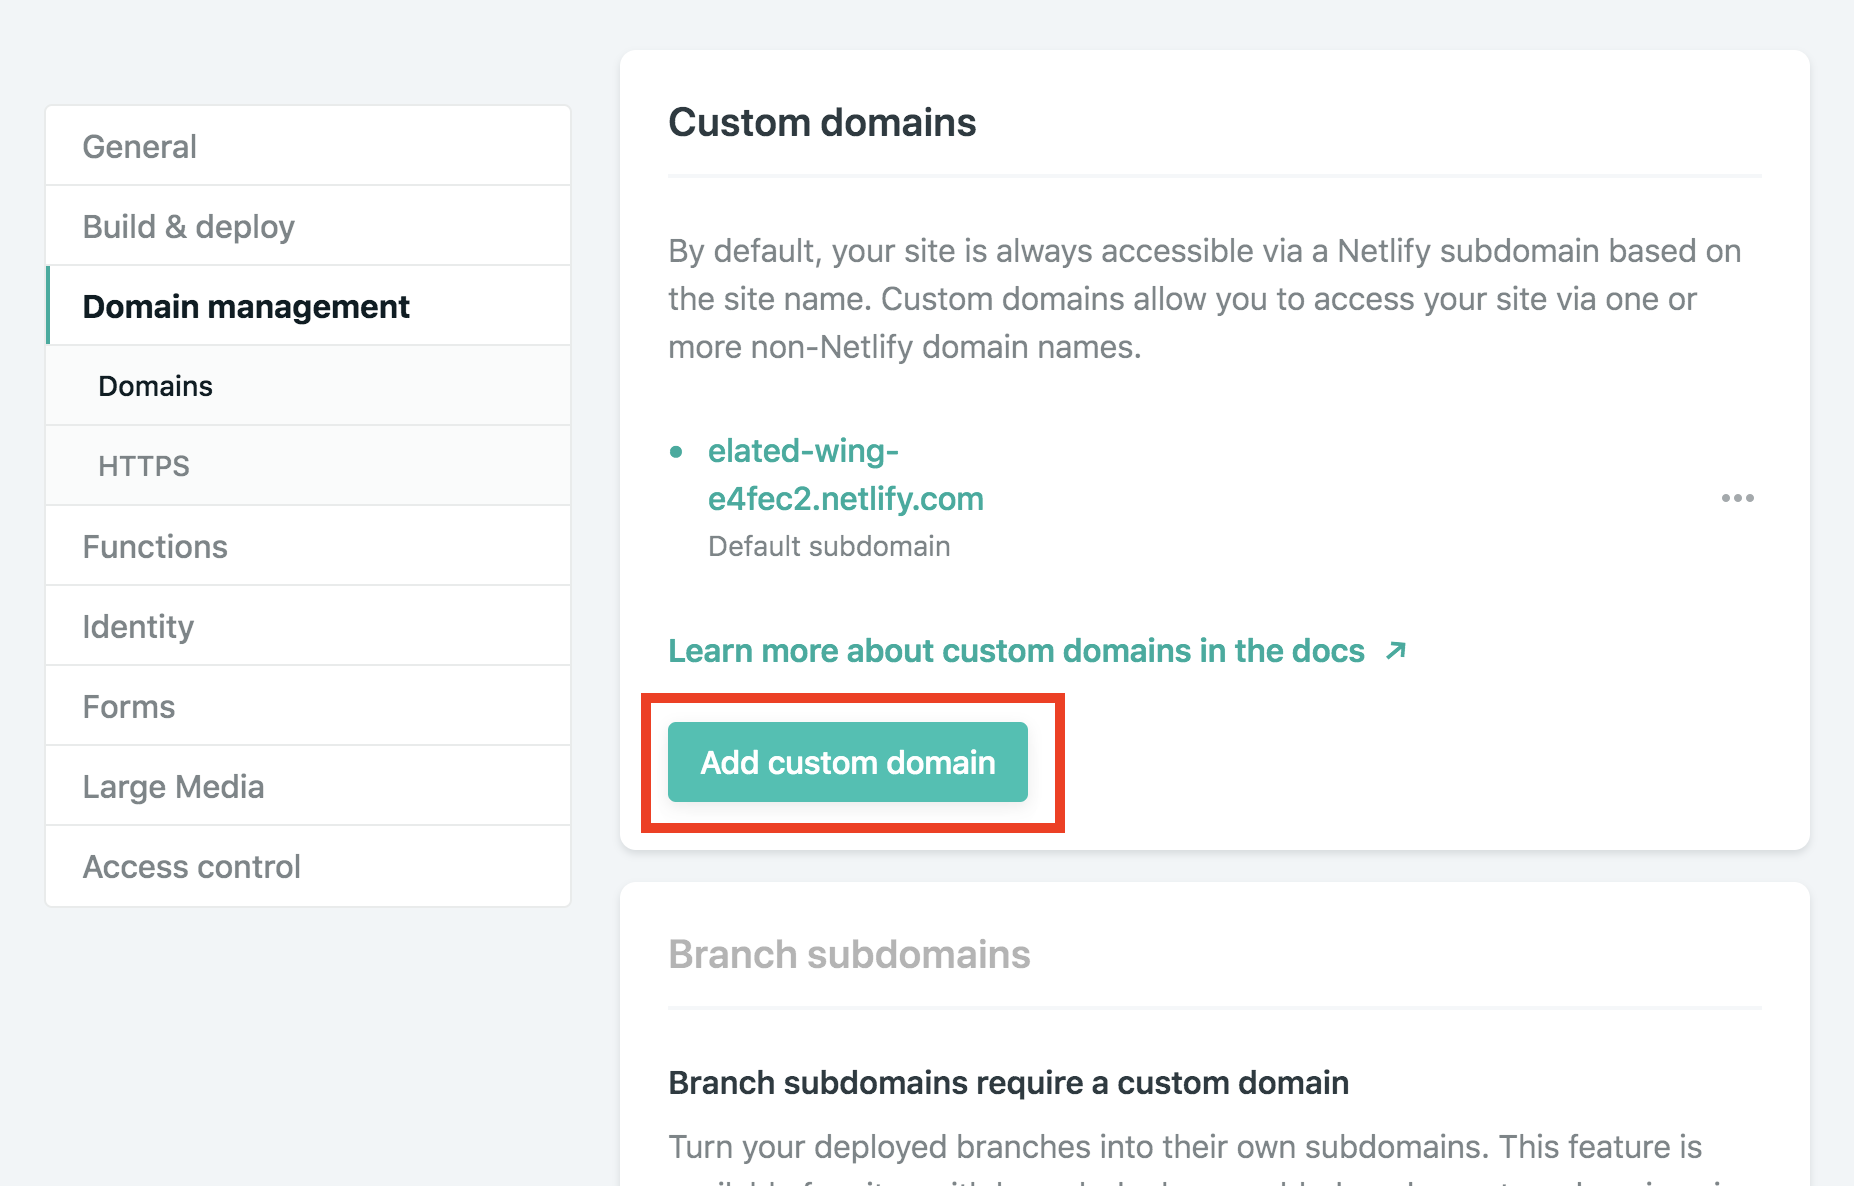 General
Build & deploy
Domain management
Domains
HTTPS
Functions
Identity
Forms
Large Media
Access control
Custom domains
By default, your site is always accessible via a Netlify subdomain based on
the site name. Custom domains allow you to access your site via one or
more non-Netlify domain names.
elated-wing-
e4fec2.netlify.com
Default subdomain
Learn more about custom domains in the docs ↗
Add custom domain
Branch subdomains
Branch subdomains require a custom domain
Turn your deployed branches into their own subdomains. This feature is